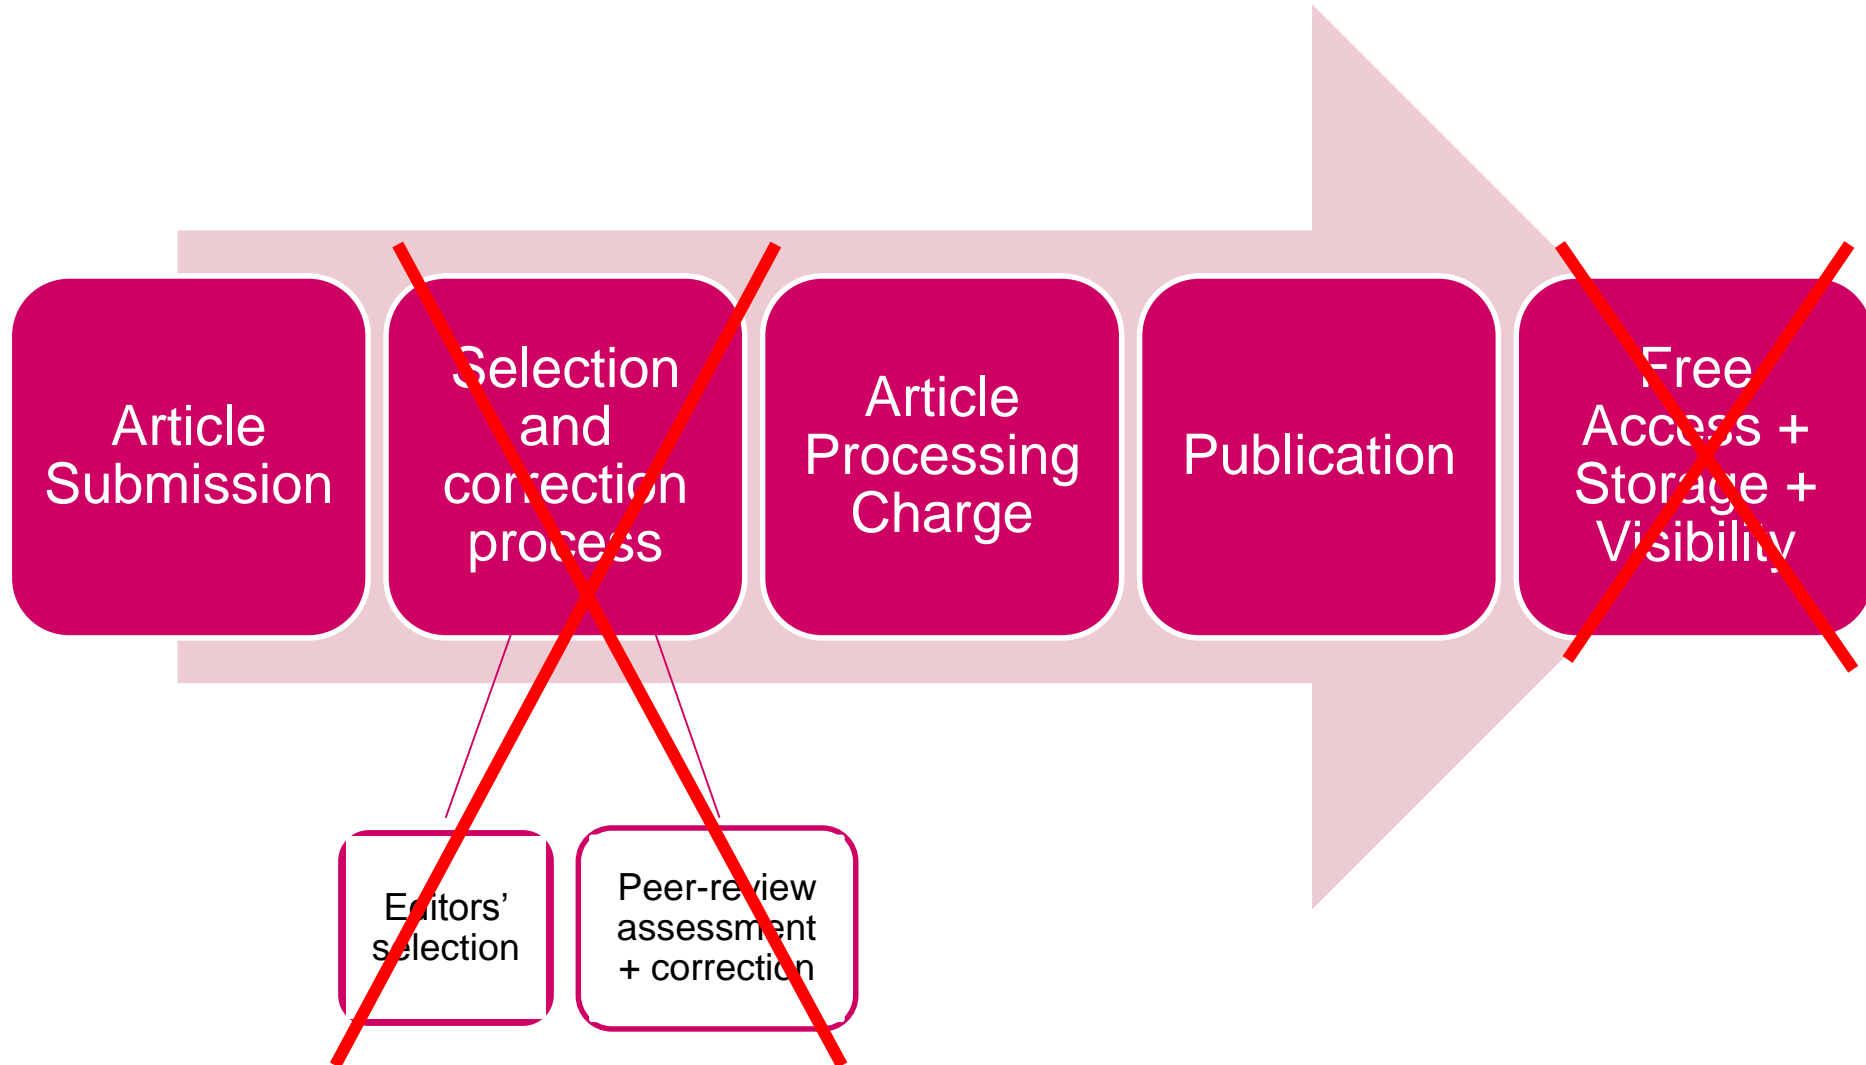 Article
Submission
Selection
and
correction
process
Article
Processing
Charge
Publication
Free
Access +
Storage +
Visibility
Editors’
selection
Peer-review
assessment
+ correction